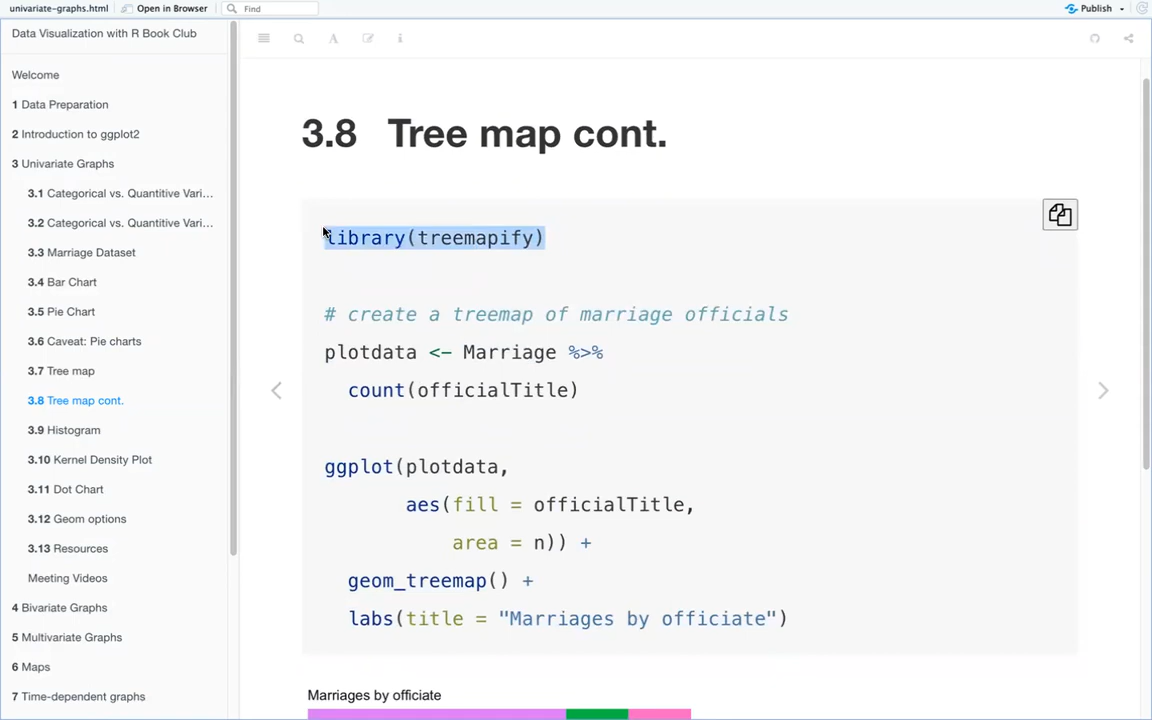 univariate-graphs.html
Open in Browser
Find
Publish
Data Visualization with R Book Club
Welcome
1 Data Preparation
2 Introduction to ggplot2
3 Univariate Graphs
3.1 Categorical vs. Quantitive Vari…
3.2 Categorical vs. Quantitive Vari…
3.3 Marriage Dataset
3.4 Bar Chart
3.5 Pie Chart
3.6 Caveat: Pie charts
3.7 Tree map
3.8 Tree map cont.
3.9 Histogram
3.10 Kernel Density Plot
3.11 Dot Chart
3.12 Geom options
3.13 Resources
Meeting Videos
4 Bivariate Graphs
5 Multivariate Graphs
6 Maps
7 Time-dependent graphs
3.8 Tree map cont.
library(treemapify)
# create a treemap of marriage officials
plotdata <- Marriage %>%
count(officialTitle)
ggplot(plotdata,
aes(fill = officialTitle,
area = n)) +
geom_treemap() +
labs(title = "Marriages by officiate")
Marriages by officiate